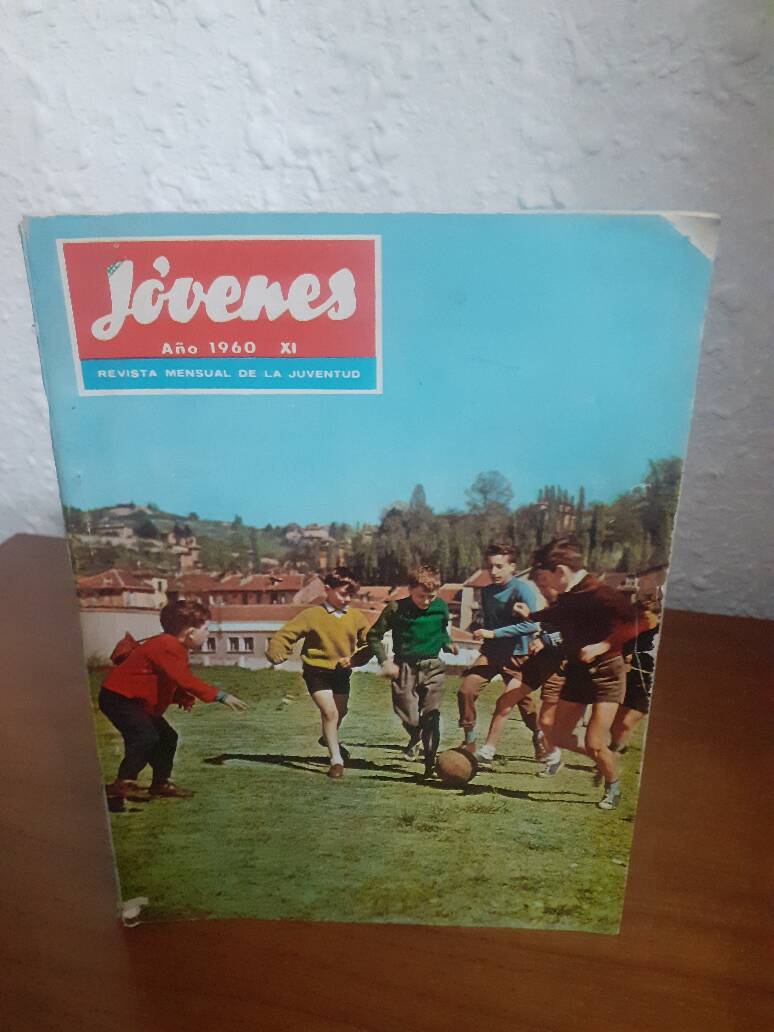 Jóvenes
Año 1960 XI
REVISTA MENSUAL DE LA JUVENTUD